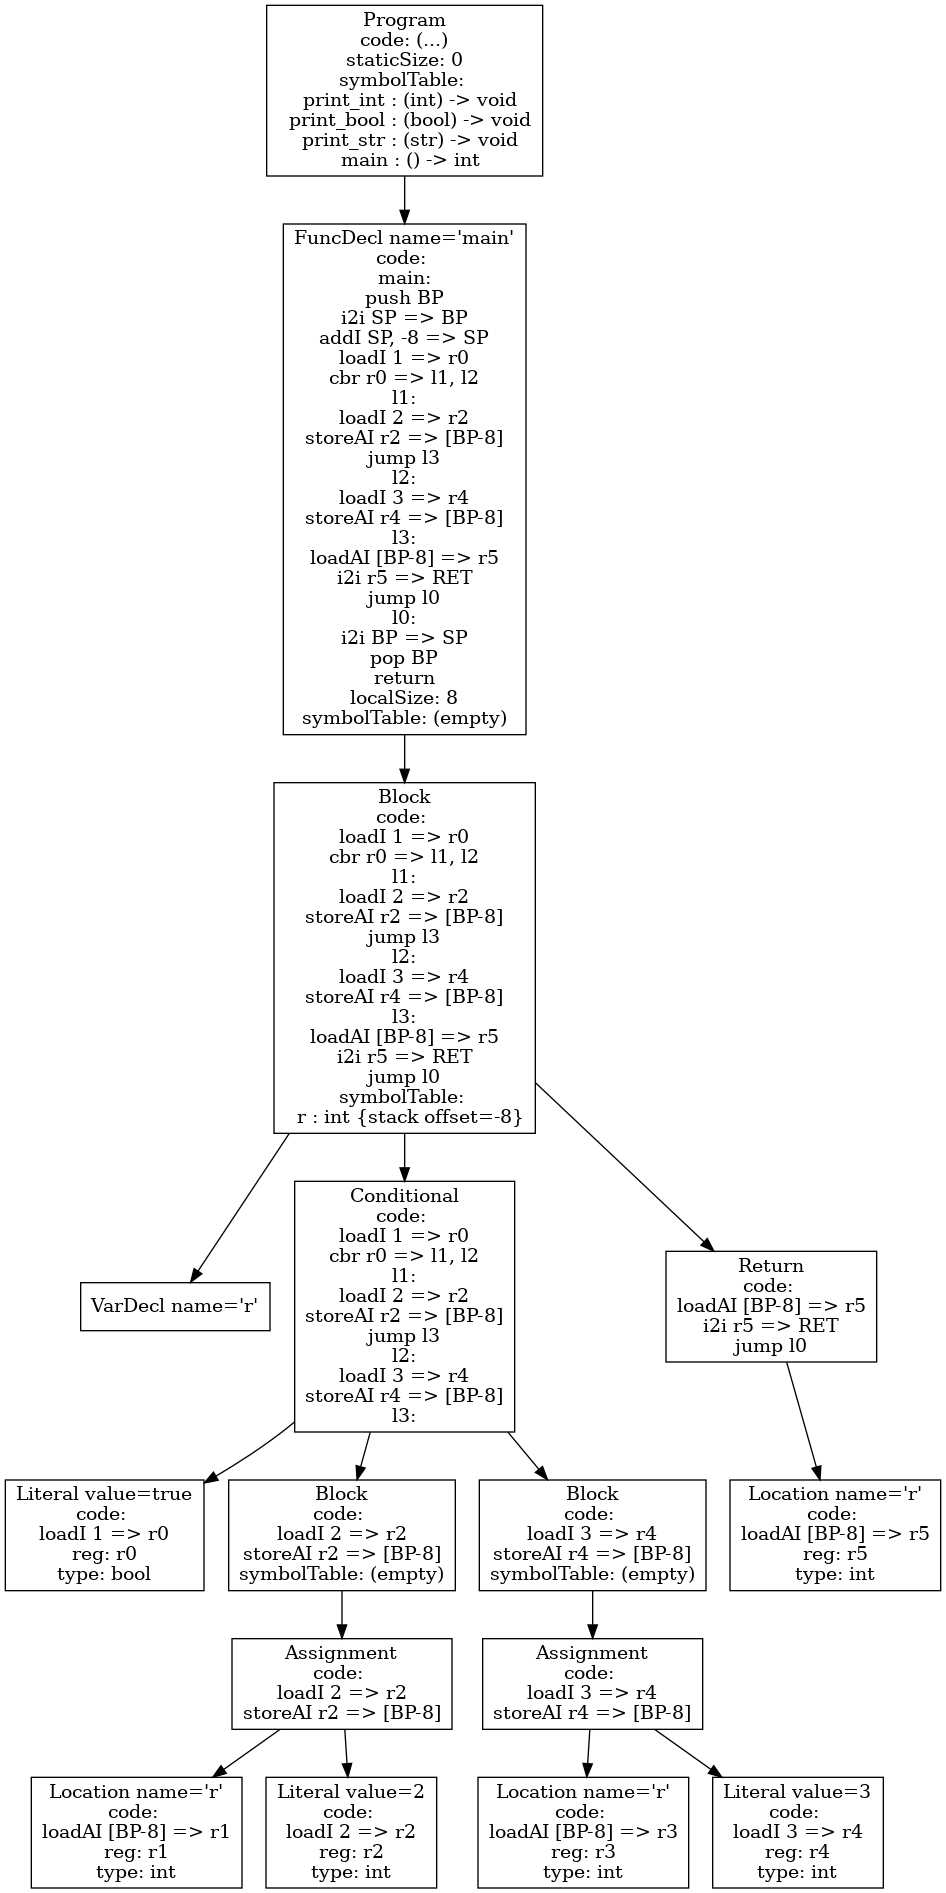 Program
code: (...)
staticSize: 0
symbolTable:
print_int : (int) -> void
print_bool : (bool) -> void
print_str : (str) -> void
main : () -> int
FuncDecl name='main'
code:
main:
push BP
i2i SP => BP
addI SP, -8 => SP
loadI 1 => r0
cbr r0 => l1, l2
l1:
loadI 2 => r2
storeAI r2 => [BP-8]
jump l3
l2:
loadI 3 => r4
storeAI r4 => [BP-8]
l3:
loadAI [BP-8] => r5
i2i r5 => RET
jump l0
l0:
i2i BP => SP
pop BP
return
localSize: 8
symbolTable: (empty)
Block
code:
loadI 1 => r0
cbr r0 => l1, l2
l1:
loadI 2 => r2
storeAI r2 => [BP-8]
jump l3
l2:
loadI 3 => r4
storeAI r4 => [BP-8]
l3:
loadAI [BP-8] => r5
i2i r5 => RET
jump l0
symbolTable:
r : int {stack offset=-8}
VarDecl name='r'
Conditional
code:
loadI 1 => r0
cbr r0 => l1, l2
l1:
loadI 2 => r2
storeAI r2 => [BP-8]
jump l3
l2:
loadI 3 => r4
storeAI r4 => [BP-8]
l3:
Return
code:
loadAI [BP-8] => r5
i2i r5 => RET
jump l0
Literal value=true
code:
loadI 1 => r0
reg: r0
type: bool
Block
code:
loadI 2 => r2
storeAI r2 => [BP-8]
symbolTable: (empty)
Block
code:
loadI 3 => r4
storeAI r4 => [BP-8]
symbolTable: (empty)
Location name='r'
code:
loadAI [BP-8] => r5
reg: r5
type: int
Assignment
code:
loadI 2 => r2
storeAI r2 => [BP-8]
Assignment
code:
loadI 3 => r4
storeAI r4 => [BP-8]
Location name='r'
code:
loadAI [BP-8] => r1
reg: r1
type: int
Literal value=2
code:
loadI 2 => r2
reg: r2
type: int
Location name='r'
code:
loadAI [BP-8] => r3
reg: r3
type: int
Literal value=3
code:
loadI 3 => r4
reg: r4
type: int